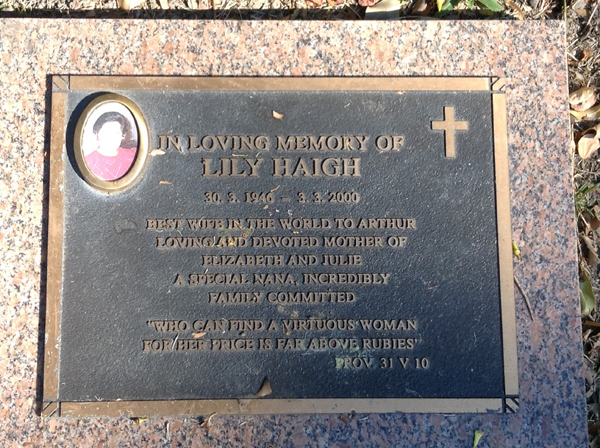 IN LOVING MEMORY OF
LILY HAIGH
30. 3. 1946 – 3. 3. 2000
BEST WIFE IN THE WORLD TO ARTHUR
LOVING AND DEVOTED MOTHER OF
ELIZABETH AND JULIE
A SPECIAL NANA, INCREDIBLY
FAMILY COMMITTED
"WHO CAN FIND A VIRTUOUS WOMAN
FOR HER PRICE IS FAR ABOVE RUBIES"
PROV 31 V 10